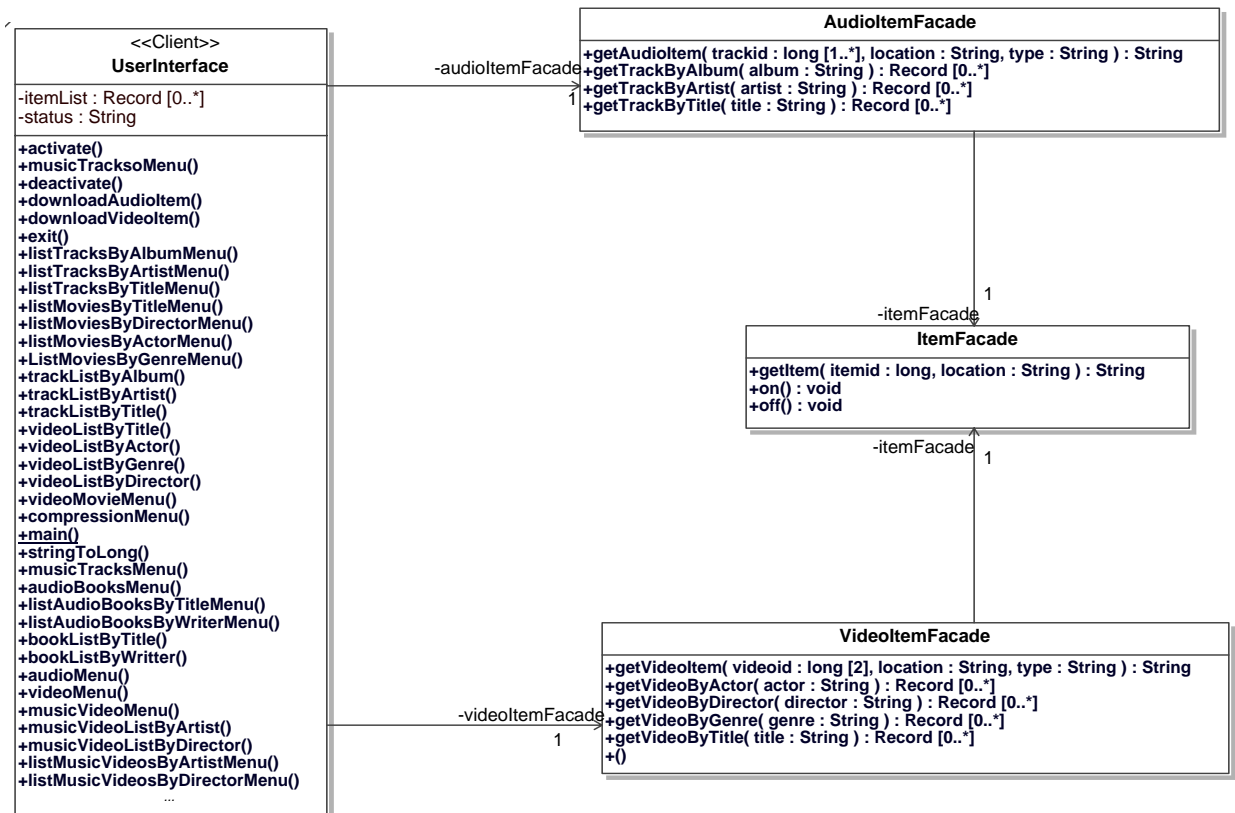 <<Client>>
UserInterface
-itemList : Record [0..*]
-status : String
+activate()
+musicTracksoMenu()
+deactivate()
+downloadAudioItem()
+downloadVideoItem()
+exit()
+listTracksByAlbumMenu()
+listTracksByArtistMenu()
+listTracksByTitleMenu()
+listMoviesByTitleMenu()
+listMoviesByDirectorMenu()
+listMoviesByActorMenu()
+ListMoviesByGenreMenu()
+trackListByAlbum()
+trackListByArtist()
+trackListByTitle()
+videoListByTitle()
+videoListByActor()
+videoListByGenre()
+videoListByDirector()
+videoMovieMenu()
+compressionMenu()
+main()
+stringToLong()
+musicTracksMenu()
+audioBooksMenu()
+listAudioBooksByTitleMenu()
+listAudioBooksByWriterMenu()
+bookListByTitle()
+bookListByWritter()
+audioMenu()
+videoMenu()
+musicVideoMenu()
+musicVideoListByArtist()
+musicVideoListByDirector()
+listMusicVideosByArtistMenu()
+listMusicVideosByDirectorMenu()
...
-audioItemFacade
1
AudioItemFacade
+getAudioItem( trackid : long [1..*], location : String, type : String ) : String
+getTrackByAlbum( album : String ) : Record [0..*]
+getTrackByArtist( artist : String ) : Record [0..*]
+getTrackByTitle( title : String ) : Record [0..*]
1
-itemFacade
ItemFacade
+getItem( itemid : long, location : String ) : String
+on() : void
+off() : void
-itemFacade
1
-videoItemFacade
1
VideoItemFacade
+getVideoItem( videoid : long [2], location : String, type : String ) : String
+getVideoByActor( actor : String ) : Record [0..*]
+getVideoByDirector( director : String ) : Record [0..*]
+getVideoByGenre( genre : String ) : Record [0..*]
+getVideoByTitle( title : String ) : Record [0..*]
+()